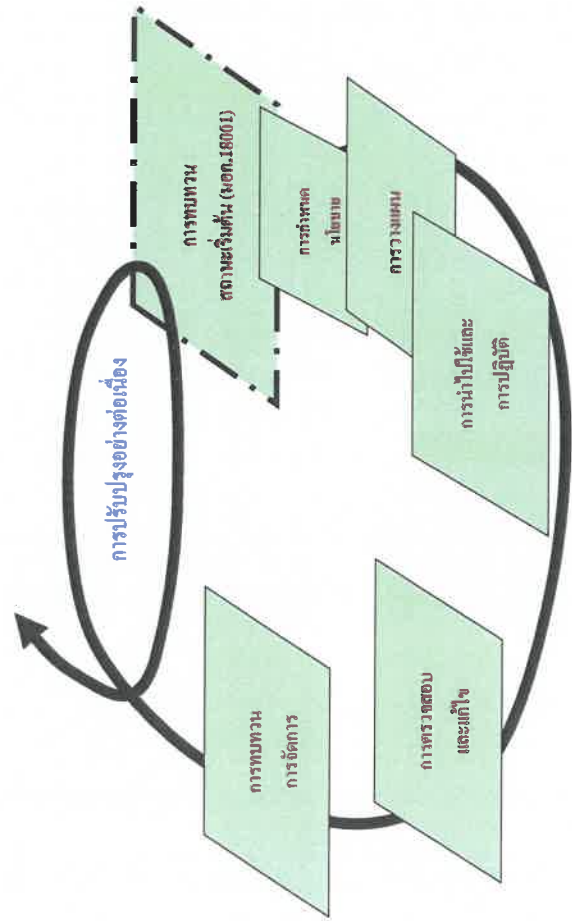 การปรับปรุงอย่างต่อเนื่อง
การทบทวน
สถานะเริ่มต้น (มอก.18001)
การกำหนด
นโยบาย
การวางแผน
การนำไปใช้และ
การปฏิบัติ
การตรวจสอบ
และแก้ไข
การทบทวน
การจัดการ